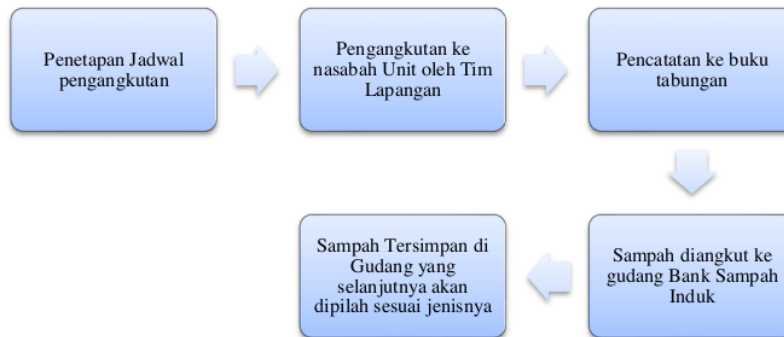 Penetapan Jadwal
pengangkutan
Pengangkutan ke
nasabah Unit oleh Tim
Lapangan
Pencatatan ke buku
tabungan
Sampah diangkut ke
gudang Bank Sampah
Induk
Sampah Tersimpan di
Gudang yang
selanjutnya akan
dipilah sesuai jenisnya